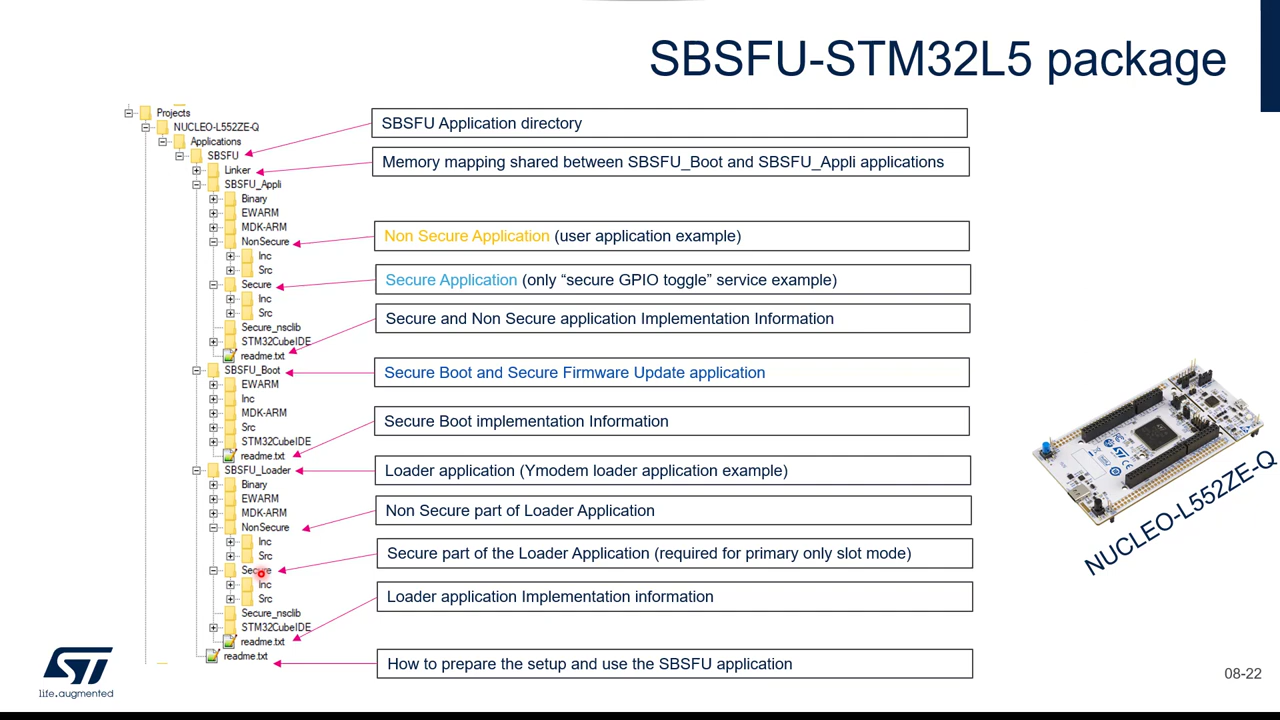 SBSFU-STM32L5 package
Projects
NUCLEO-L552ZE-Q
Applications
SBSFU
Linker
SBSFU_Appli
Binary
EWARM
MDK-ARM
NonSecure
Inc
Src
Secure
Inc
Src
Secure_nsclib
STM32CubeIDE
readme.txt
SBSFU_Boot
EWARM
Inc
MDK-ARM
Src
STM32CubeIDE
readme.txt
SBSFU_Loader
Binary
EWARM
MDK-ARM
NonSecure
Inc
Src
Secure
Inc
Src
Secure_nsclib
STM32CubeIDE
readme.txt
readme.txt
SBSFU Application directory
Memory mapping shared between SBSFU_Boot and SBSFU_Appli applications
Non Secure Application (user application example)
Secure Application (only “secure GPIO toggle” service example)
Secure and Non Secure application Implementation Information
Secure Boot and Secure Firmware Update application
Secure Boot implementation Information
Loader application (Ymodem loader application example)
Non Secure part of Loader Application
Secure part of the Loader Application (required for primary only slot mode)
Loader application Implementation information
How to prepare the setup and use the SBSFU application
NUCLEO-L552ZE-Q
ST
life.augmented
08-22